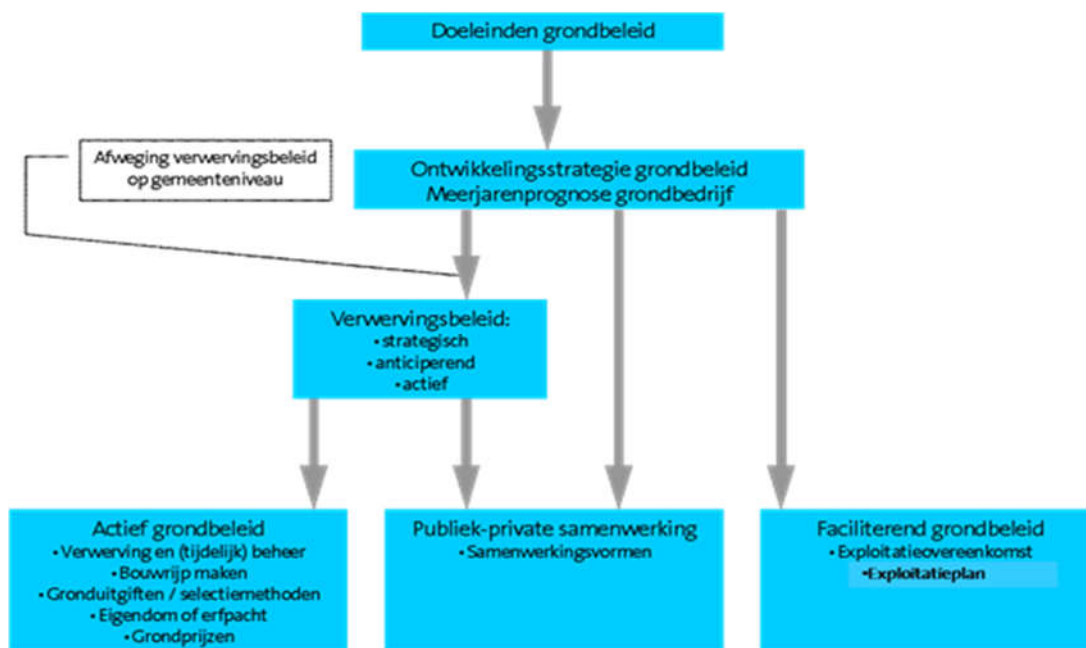 Doeleinden grondbeleid
Afweging verwervingsbeleid
op gemeenteniveau
Ontwikkelingsstrategie grondbeleid
Meerjarenprognose grondbedrijf
Verwervingsbeleid:
• strategisch
• anticiperend
• actief
Actief grondbeleid
• Verwerving en (tijdelijk) beheer
• Bouwrijp maken
• Gronduitgiften / selectiemethoden
• Eigendom of erfpacht
• Grondprijzen
Publiek-private samenwerking
• Samenwerkingsvormen
Faciliterend grondbeleid
• Exploitatieovereenkomst
•Exploitatieplan